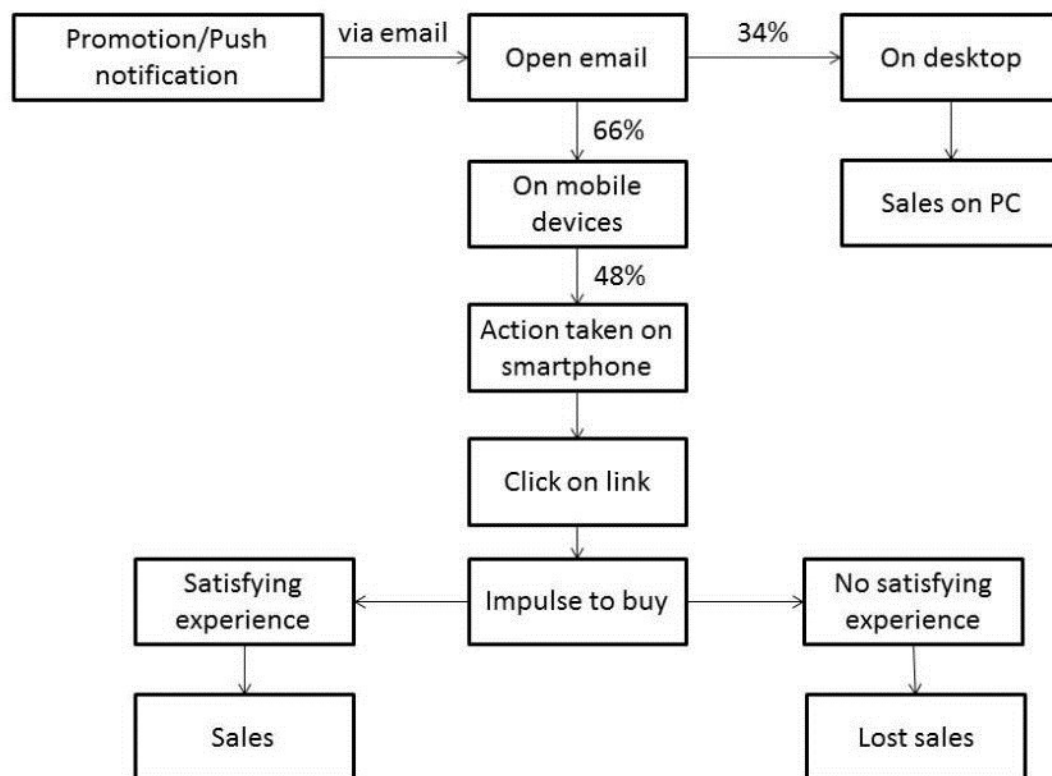 Promotion/Push
notification
via email
Open email
34%
On desktop
66%
On mobile
devices
Sales on PC
48%
Action taken on
smartphone
Click on link
Satisfying
experience
Impulse to buy
No satisfying
experience
Sales
Lost sales